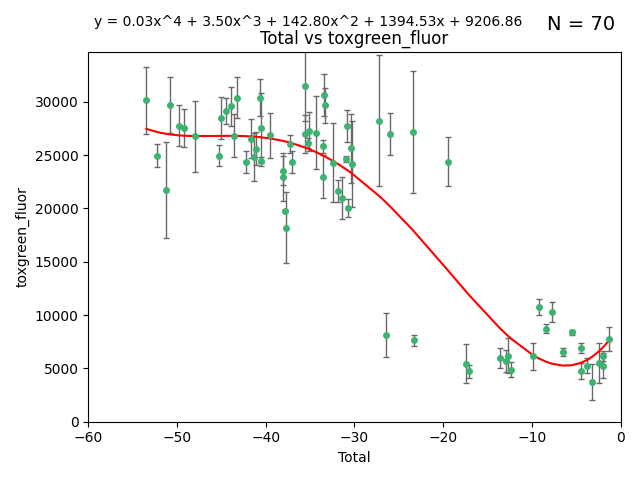 y = 0.03x^4 + 3.50x^3 + 142.80x^2 + 1394.53x + 9206.86
N = 70
Total vs toxgreen_fluor
toxgreen_fluor
30000
25000
20000
15000
10000
5000
0
−60 −50 −40 −30 −20 −10 0
Total